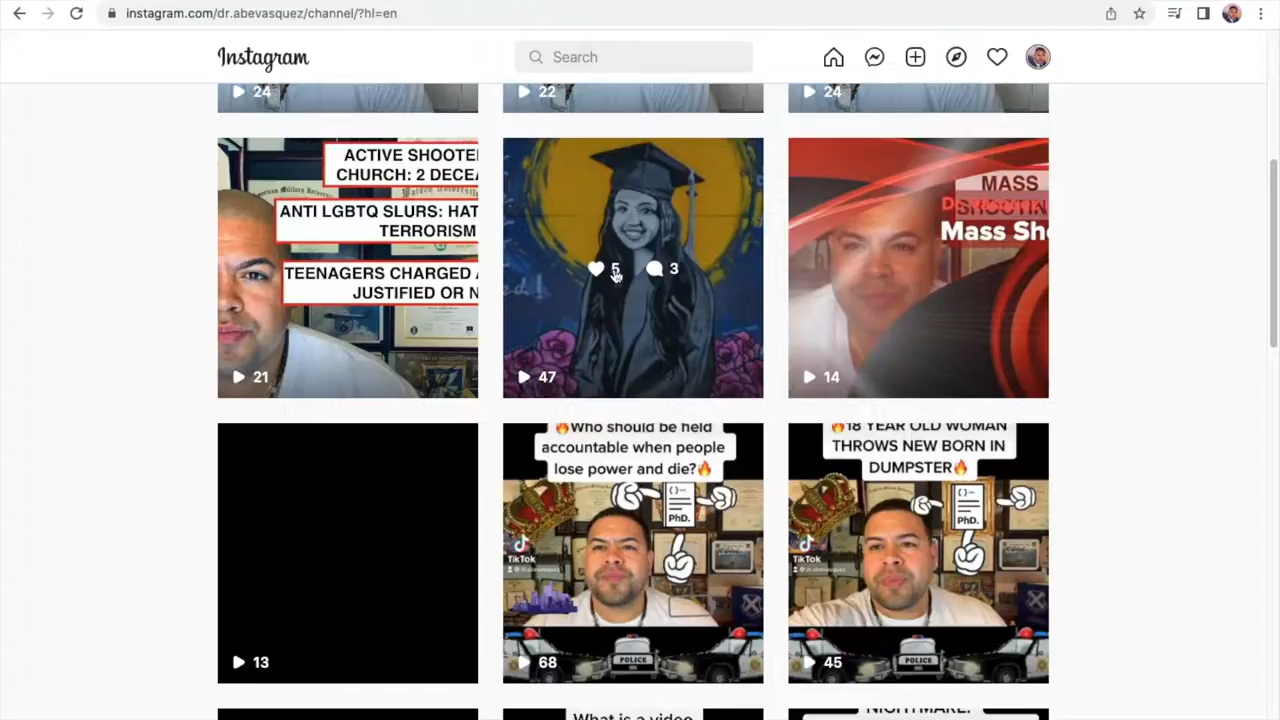 instagram.com/dr.abevasquez/channel/?hl=en
Instagram
Search
24
22
24
ACTIVE SHOOTE
CHURCH: 2 DECEA
ANTI LGBTQ SLURS: HAT
TERRORISM
TEENAGERS CHARGED A
JUSTIFIED OR N
21
5
3
47
MASS
SHOOTIN
Mass Sho
14
13
🔥Who should be held
accountable when people
lose power and die?🔥
PhD.
TikTok
POLICE
68
🔥18 YEAR OLD WOMAN
THROWS NEW BORN IN
DUMPSTER🔥
PhD.
TikTok
POLICE
45
What is a video
NIGHTMARE: